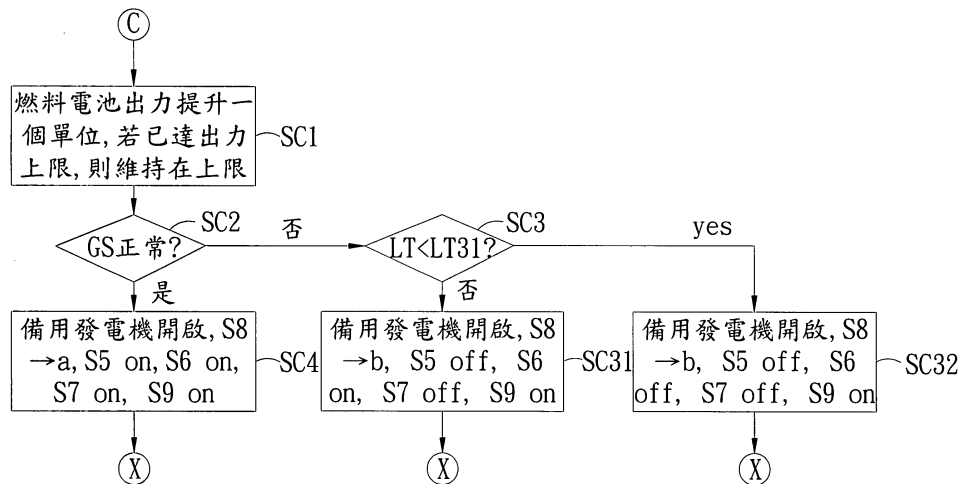 C
燃料電池出力提升一
個單位,若已達出力
上限,則維持在上限
SC1
SC2
GS正常?
否
SC3
LT<LT31?
yes
是
否
備用發電機開啟,S8
→a,S5 on,S6 on,
S7 on, S9 on
SC4
備用發電機開啟,S8
→b, S5 off, S6
on, S7 off, S9 on
SC31
備用發電機開啟,S8
→b, S5 off, S6
off, S7 off, S9 on
SC32
X
X
X